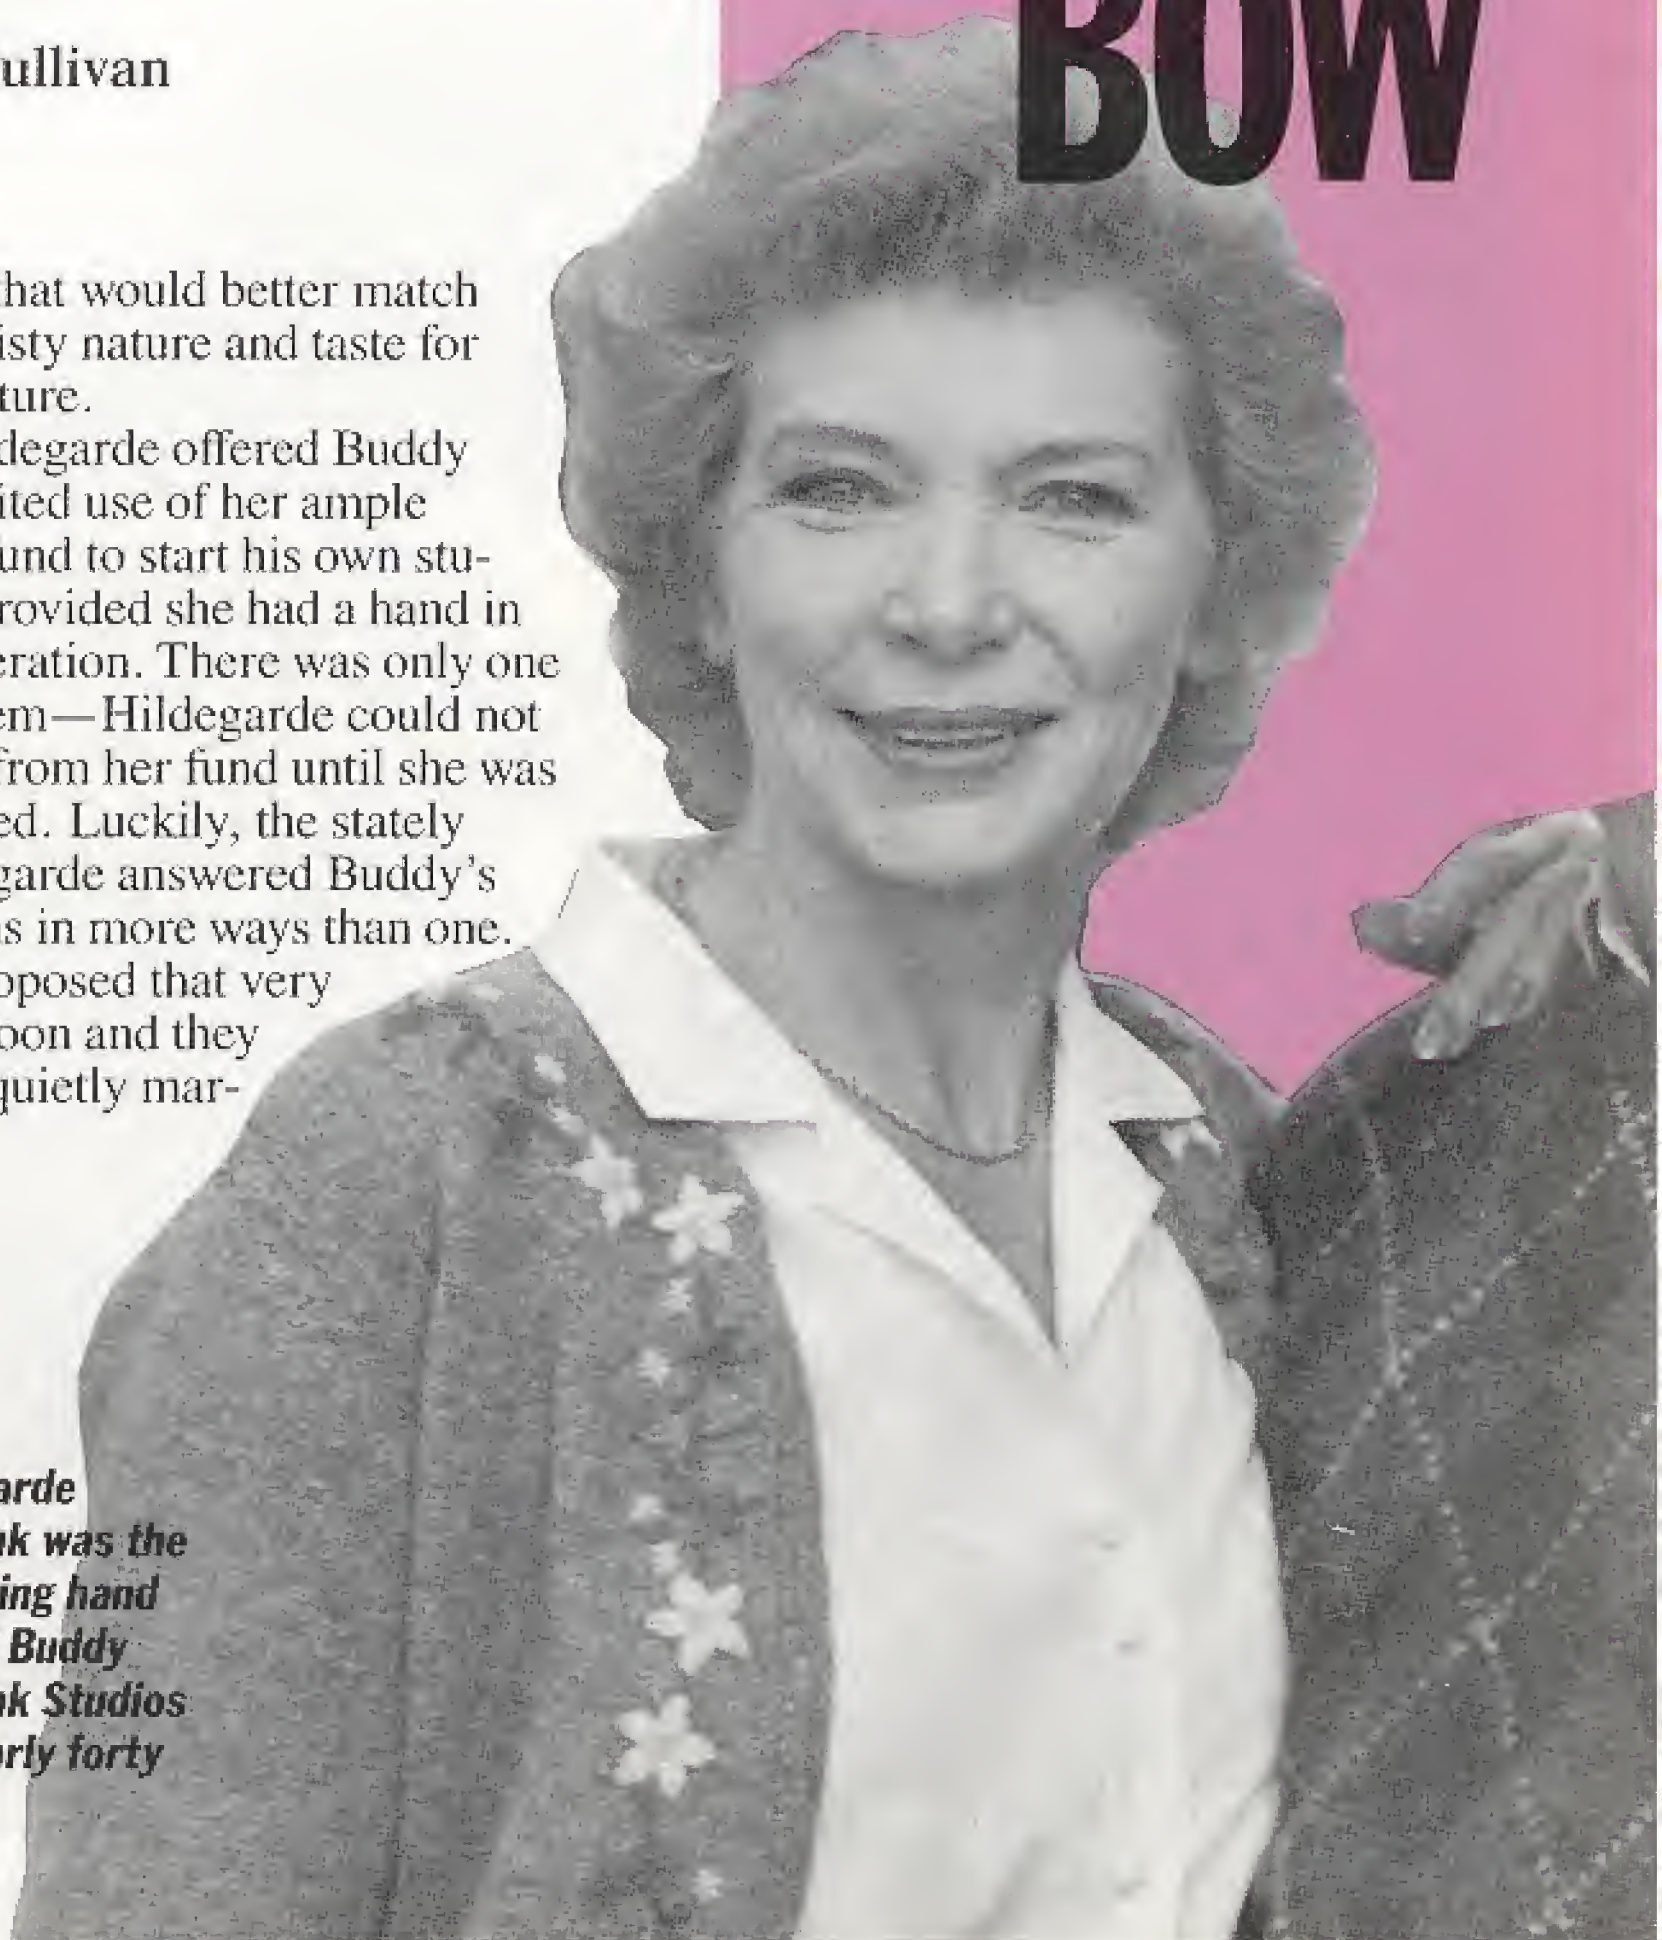 ullivan
BOW
hat would better match
isty nature and taste for
ture.
degarde offered Buddy
ited use of her ample
und to start his own stu-
rovided she had a hand in
eration. There was only one
em—Hildegarde could not
from her fund until she was
ed. Luckily, the stately
garde answered Buddy's
s in more ways than one.
oposed that very
oon and they
quietly mar-
arde
nk was the
ing hand
Buddy
nk Studios
arly forty